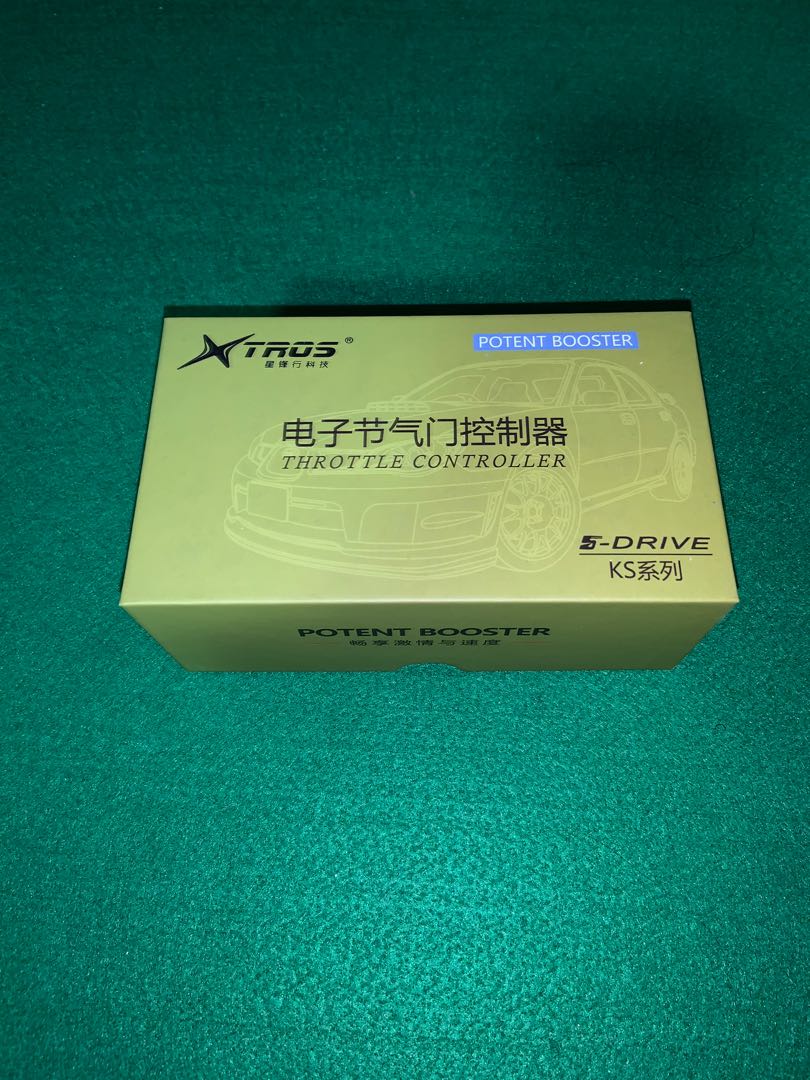 XTROS®
星锋行科技
POTENT BOOSTER
电子节气门控制器
THROTTLE CONTROLLER
5-DRIVE
KS系列
POTENT BOOSTER
畅享激情与速度